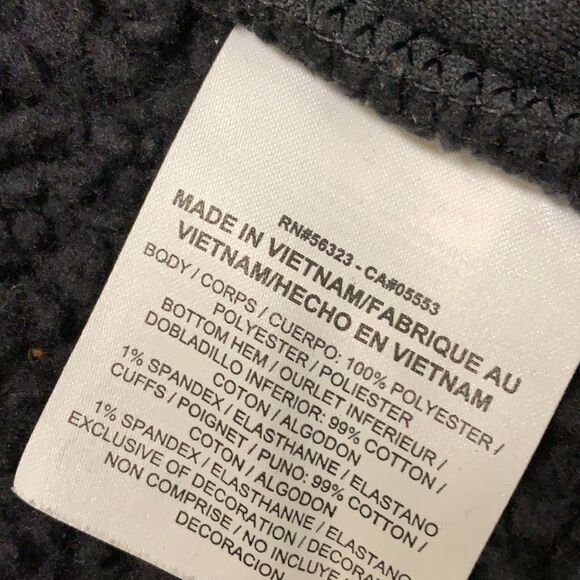 RN#56323 - CA#05553
MADE IN VIETNAM/FABRIQUE AU
VIETNAM/HECHO EN VIETNAM
BODY / CORPS / CUERPO: 100% POLYESTER /
POLYESTER / POLIESTER
BOTTOM HEM / OURLET INFERIEUR /
DOBLADILLO INFERIOR: 99% COTTON /
COTON / ALGODON
1% SPANDEX / ELASTHANNE / ELASTANO
CUFFS / POIGNET / PUNO: 99% COTTON /
COTON / ALGODON
1% SPANDEX / ELASTHANNE / ELASTANO
EXCLUSIVE OF DECORATION / DECORATION
NON COMPRISE / NO INCLUYE
DECORACION